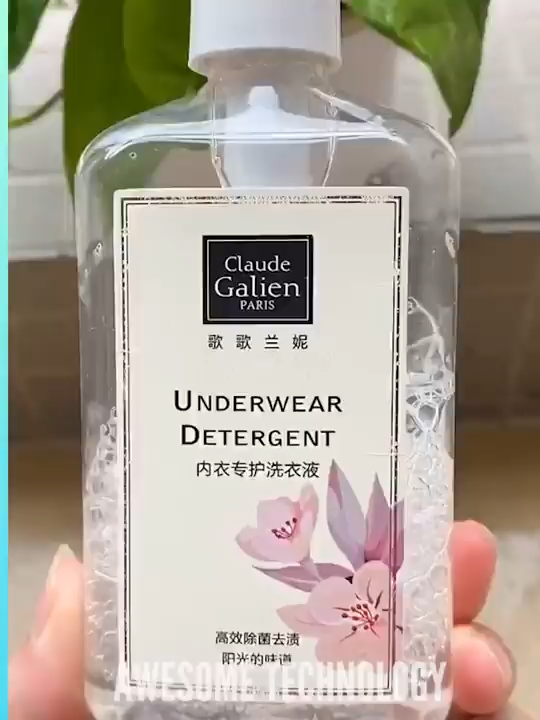 Claude
Galien
PARIS
歌歌兰妮
UNDERWEAR
DETERGENT
内衣专护洗衣液
高效除菌去渍
阳光的味道
AWESOME TECHNOLOGY